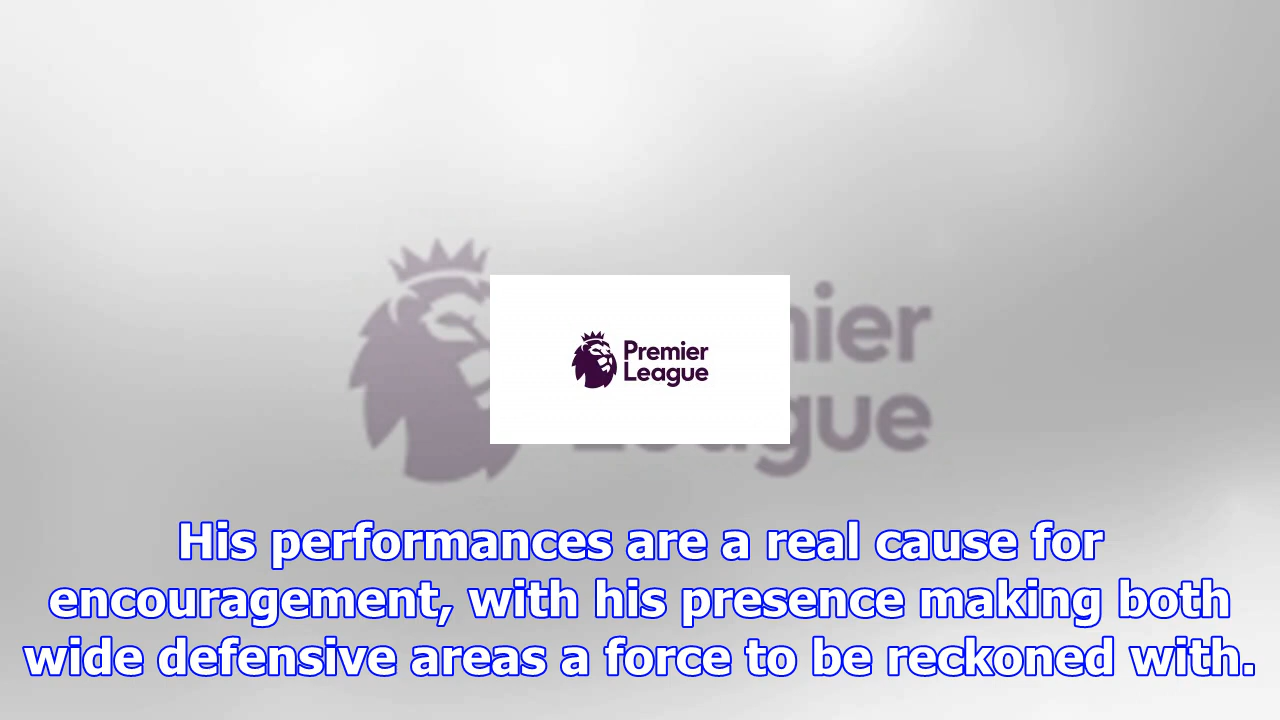 Premier
League
His performances are a real cause for
encouragement, with his presence making both
wide defensive areas a force to be reckoned with.